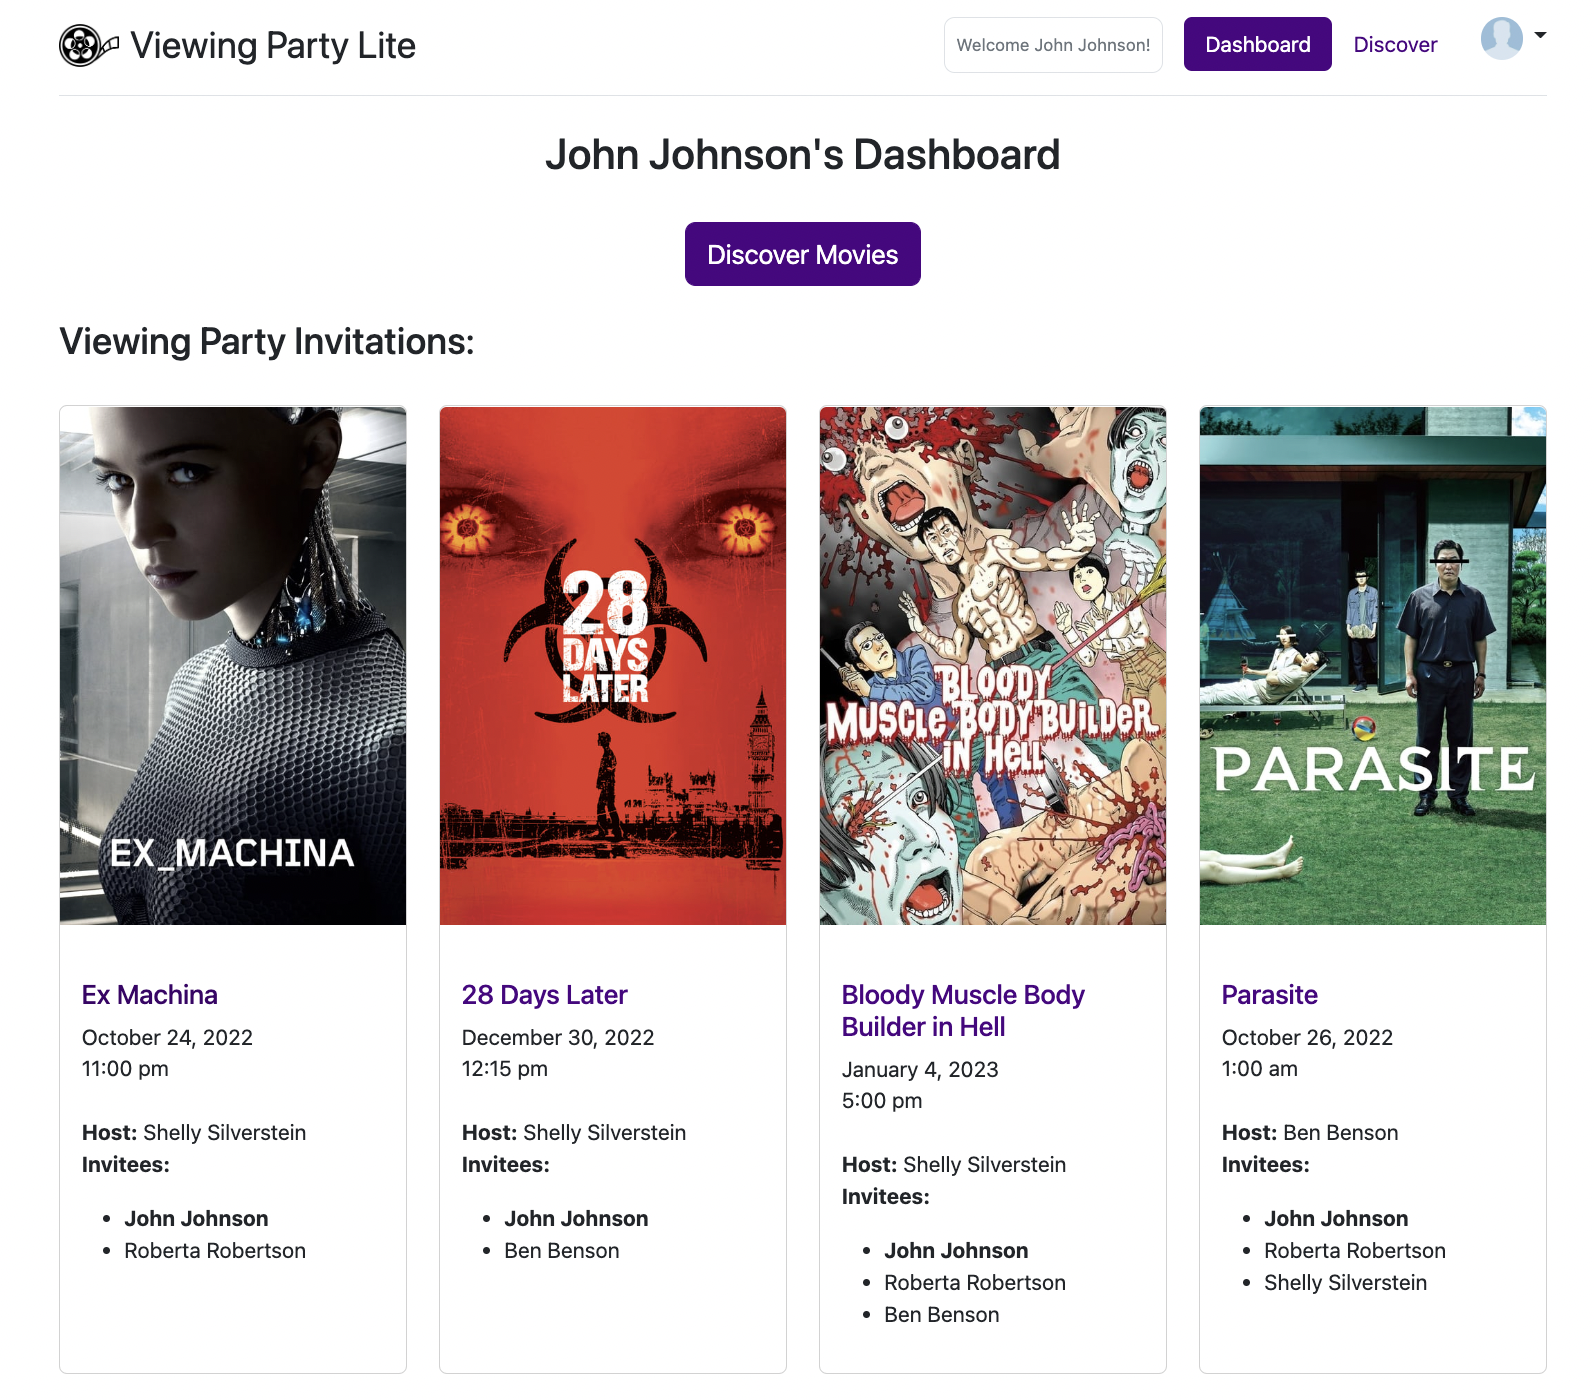 Viewing Party Lite
Welcome John Johnson!
Dashboard
Discover
John Johnson's Dashboard
Discover Movies
Viewing Party Invitations:
EX_MACHINA
28
DAYS
LATER
BLOODY
MUSCLE BODY BUILDER
IN HELL
PARASITE
Ex Machina
October 24, 2022
11:00 pm
Host: Shelly Silverstein
Invitees:
• John Johnson
• Roberta Robertson
28 Days Later
December 30, 2022
12:15 pm
Host: Shelly Silverstein
Invitees:
• John Johnson
• Ben Benson
Bloody Muscle Body
Builder in Hell
January 4, 2023
5:00 pm
Host: Shelly Silverstein
Invitees:
• John Johnson
• Roberta Robertson
• Ben Benson
Parasite
October 26, 2022
1:00 am
Host: Ben Benson
Invitees:
• John Johnson
• Roberta Robertson
• Shelly Silverstein